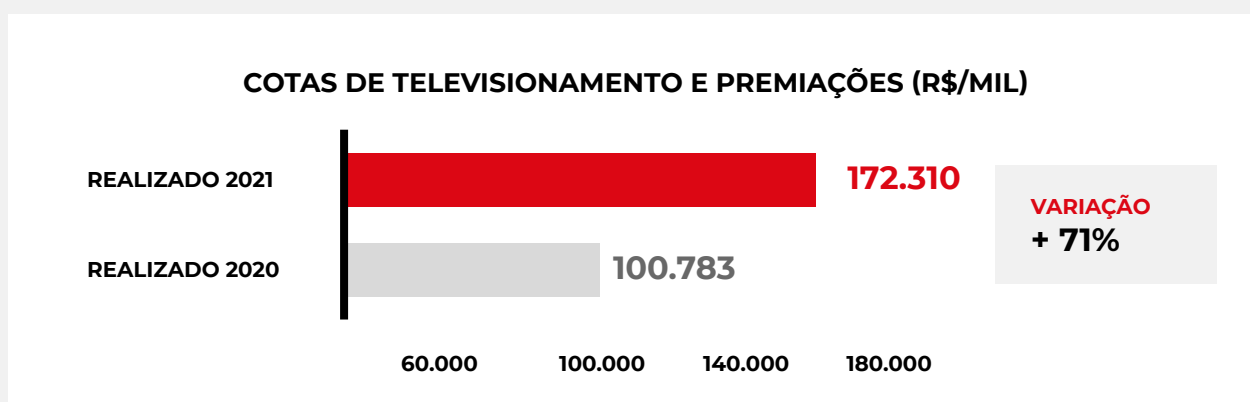 COTAS DE TELEVISIONAMENTO E PREMIAÇÕES (R$/MIL)
REALIZADO 2021
172.310
VARIAÇÃO
+ 71%
REALIZADO 2020
100.783
60.000 100.000 140.000 180.000